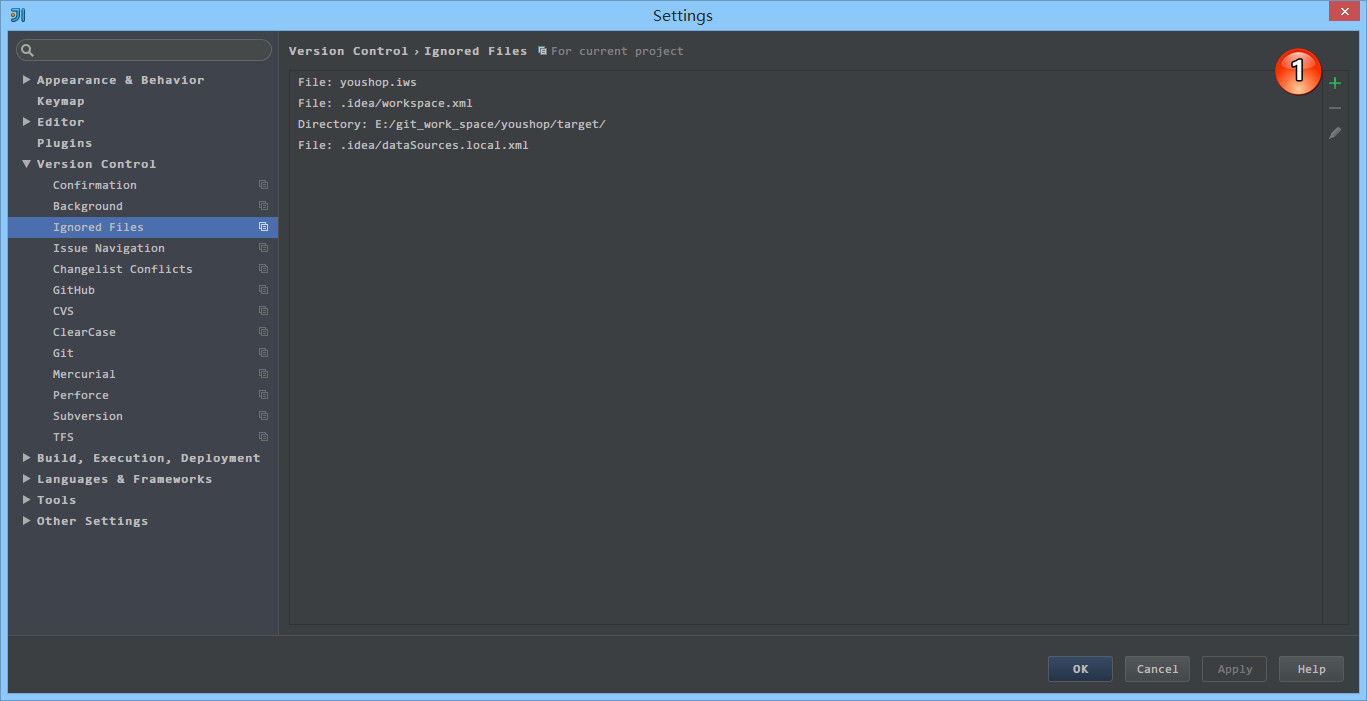 Settings
Version Control › Ignored Files For current project
Appearance & Behavior
Keymap
Editor
Plugins
Version Control
Confirmation
Background
Ignored Files
Issue Navigation
Changelist Conflicts
GitHub
CVS
ClearCase
Git
Mercurial
Perforce
Subversion
TFS
Build, Execution, Deployment
Languages & Frameworks
Tools
Other Settings
File: youshop.iws
File: .idea/workspace.xml
Directory: E:/git_work_space/youshop/target/
File: .idea/dataSources.local.xml
1
OK
Cancel
Apply
Help